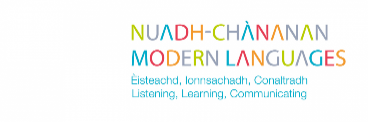 NUADH-CHÀNANAN
MODERN LANGUAGES
Èisteachd, Ionnsachadh, Conaltradh
Listening, Learning, Communicating